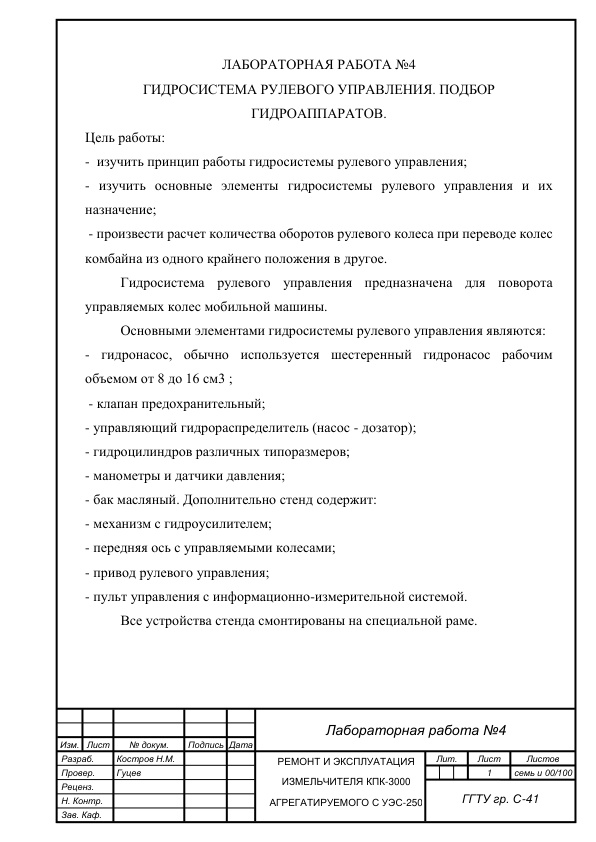 ЛАБОРАТОРНАЯ РАБОТА №4
ГИДРОСИСТЕМА РУЛЕВОГО УПРАВЛЕНИЯ. ПОДБОР
ГИДРОАППАРАТОВ.
Цель работы:
- изучить принцип работы гидросистемы рулевого управления;
- изучить основные элементы гидросистемы рулевого управления и их
назначение;
- произвести расчет количества оборотов рулевого колеса при переводе колес
комбайна из одного крайнего положения в другое.
Гидросистема рулевого управления предназначена для поворота
управляемых колес мобильной машины.
Основными элементами гидросистемы рулевого управления являются:
- гидронасос, обычно используется шестеренный гидронасос рабочим
объемом от 8 до 16 см3 ;
- клапан предохранительный;
- управляющий гидрораспределитель (насос - дозатор);
- гидроцилиндров различных типоразмеров;
- манометры и датчики давления;
- бак масляный. Дополнительно стенд содержит:
- механизм с гидроусилителем;
- передняя ось с управляемыми колесами;
- привод рулевого управления;
- пульт управления с информационно-измерительной системой.
Все устройства стенда смонтированы на специальной раме.
Лабораторная работа №4
Изм. Лист № докум. Подпись Дата
Разраб. Костров Н.М.
Провер. Гуцев
Реценз.
Н. Контр.
Зав. Каф.
РЕМОНТ И ЭКСПЛУАТАЦИЯ
ИЗМЕЛЬЧИТЕЛЯ КПК-3000
АГРЕГАТИРУЕМОГО С УЭС-250
Лит. Лист Листов
1 семь и 00/100
ГГТУ гр. С-41